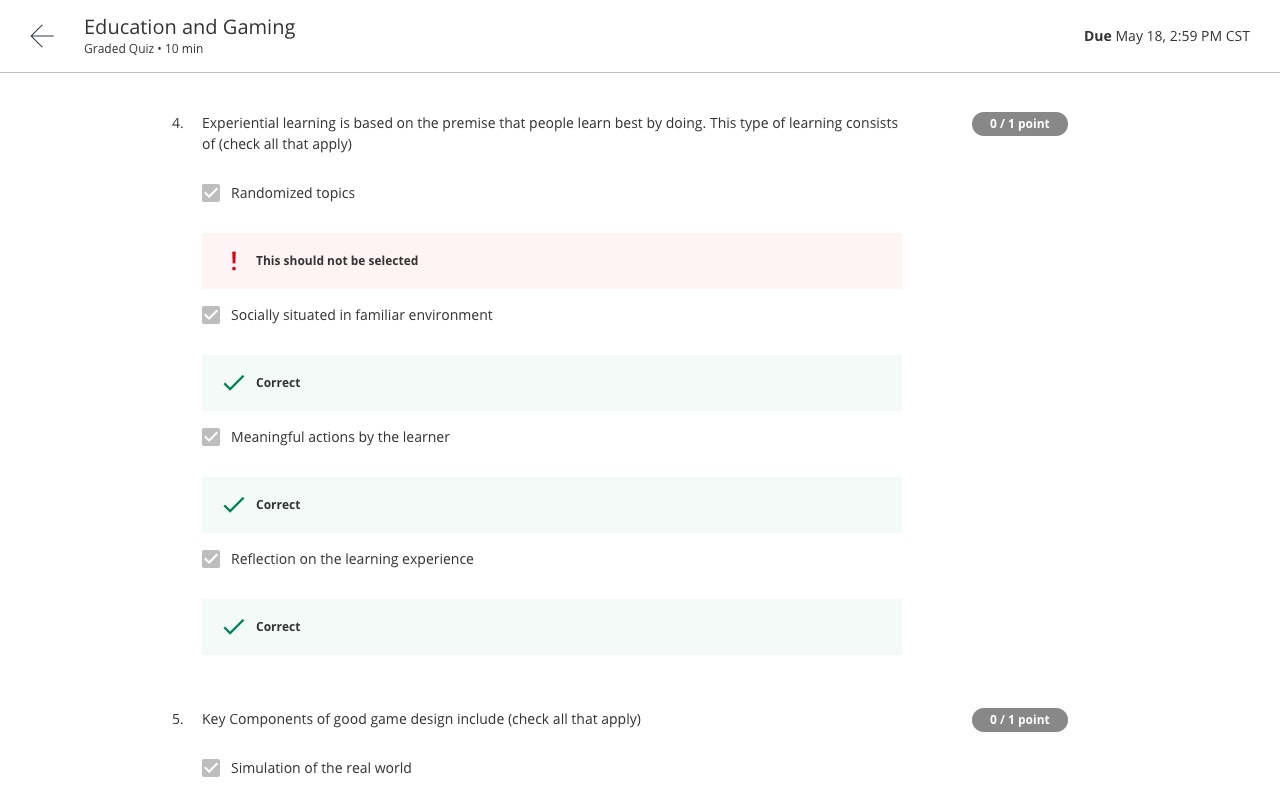 Education and Gaming
Graded Quiz • 10 min
Due May 18, 2:59 PM CST
4. Experiential learning is based on the premise that people learn best by doing. This type of learning consists
of (check all that apply)
0 / 1 point
Randomized topics
This should not be selected
Socially situated in familiar environment
Correct
Meaningful actions by the learner
Correct
Reflection on the learning experience
Correct
5. Key Components of good game design include (check all that apply)
0 / 1 point
Simulation of the real world